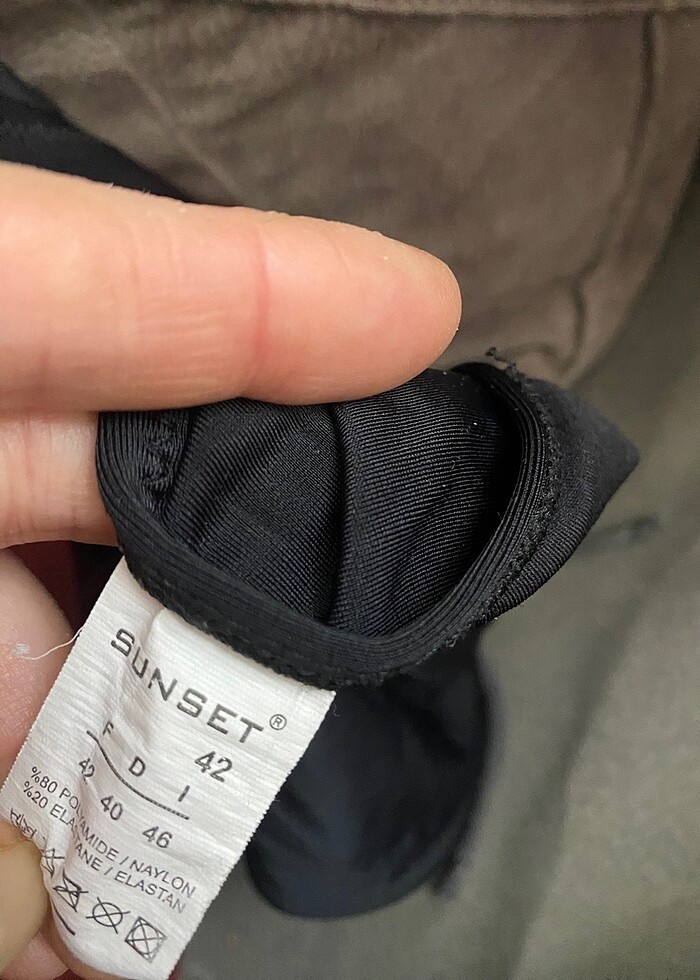 SUNSET®
42
F D I
42 40 46
%80 POLYAMIDE / NAYLON
%20 ELASTANE / ELASTAN